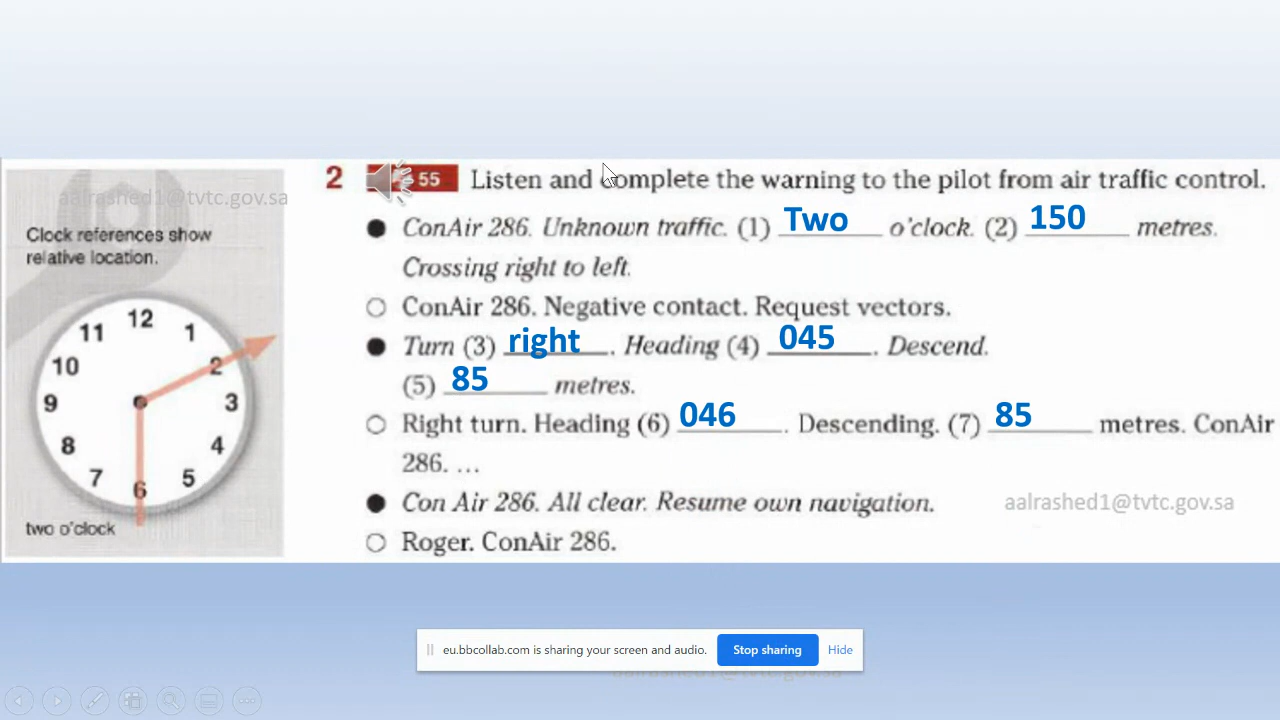 aalrashed1@tvtc.gov.sa
Clock references show
relative location.
12
11 1
10 2
9 3
8 4
7 5
6
two o'clock
2 55 Listen and complete the warning to the pilot from air traffic control.
ConAir 286. Unknown traffic. (1) Two o'clock. (2) 150 metres.
Crossing right to left.
ConAir 286. Negative contact. Request vectors.
Turn (3) right. Heading (4) 045. Descend.
(5) 85 metres.
Right turn. Heading (6) 046. Descending. (7) 85 metres. ConAir
286. ...
Con Air 286. All clear. Resume own navigation.
Roger. ConAir 286.
aalrashed1@tvtc.gov.sa
eu.bbcollab.com is sharing your screen and audio. Stop sharing Hide
aalrashed1@tvtc.gov.sa